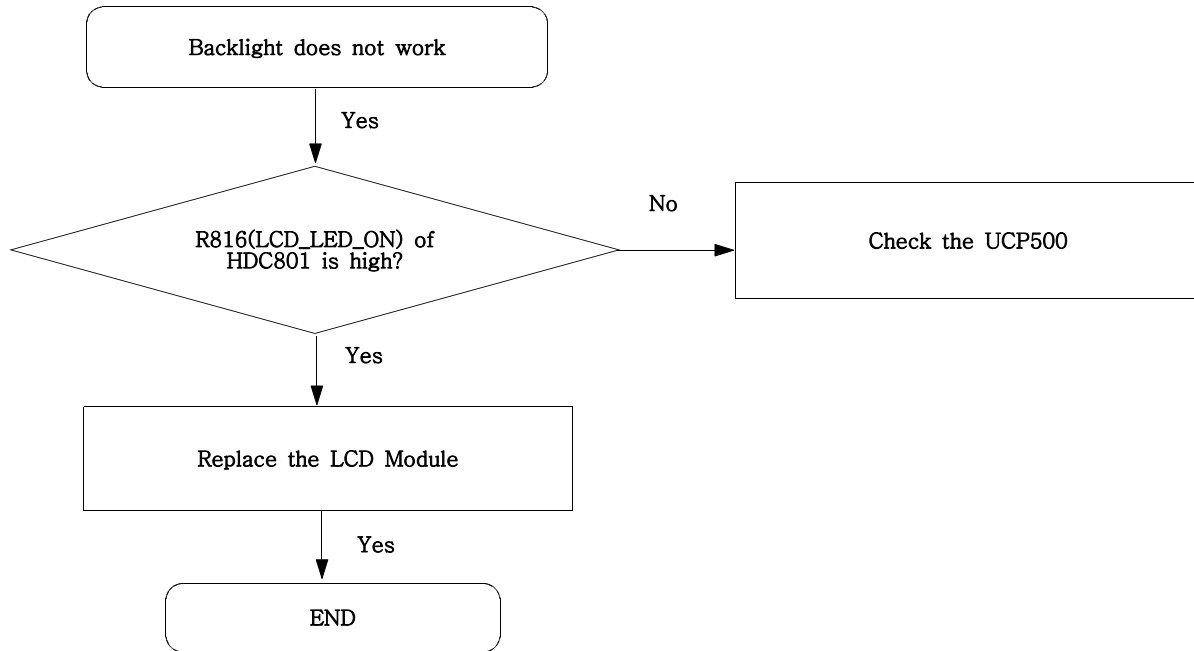 Backlight does not work
Yes
R816(LCD_LED_ON) of
HDC801 is high?
No
Check the UCP500
Yes
Replace the LCD Module
Yes
END